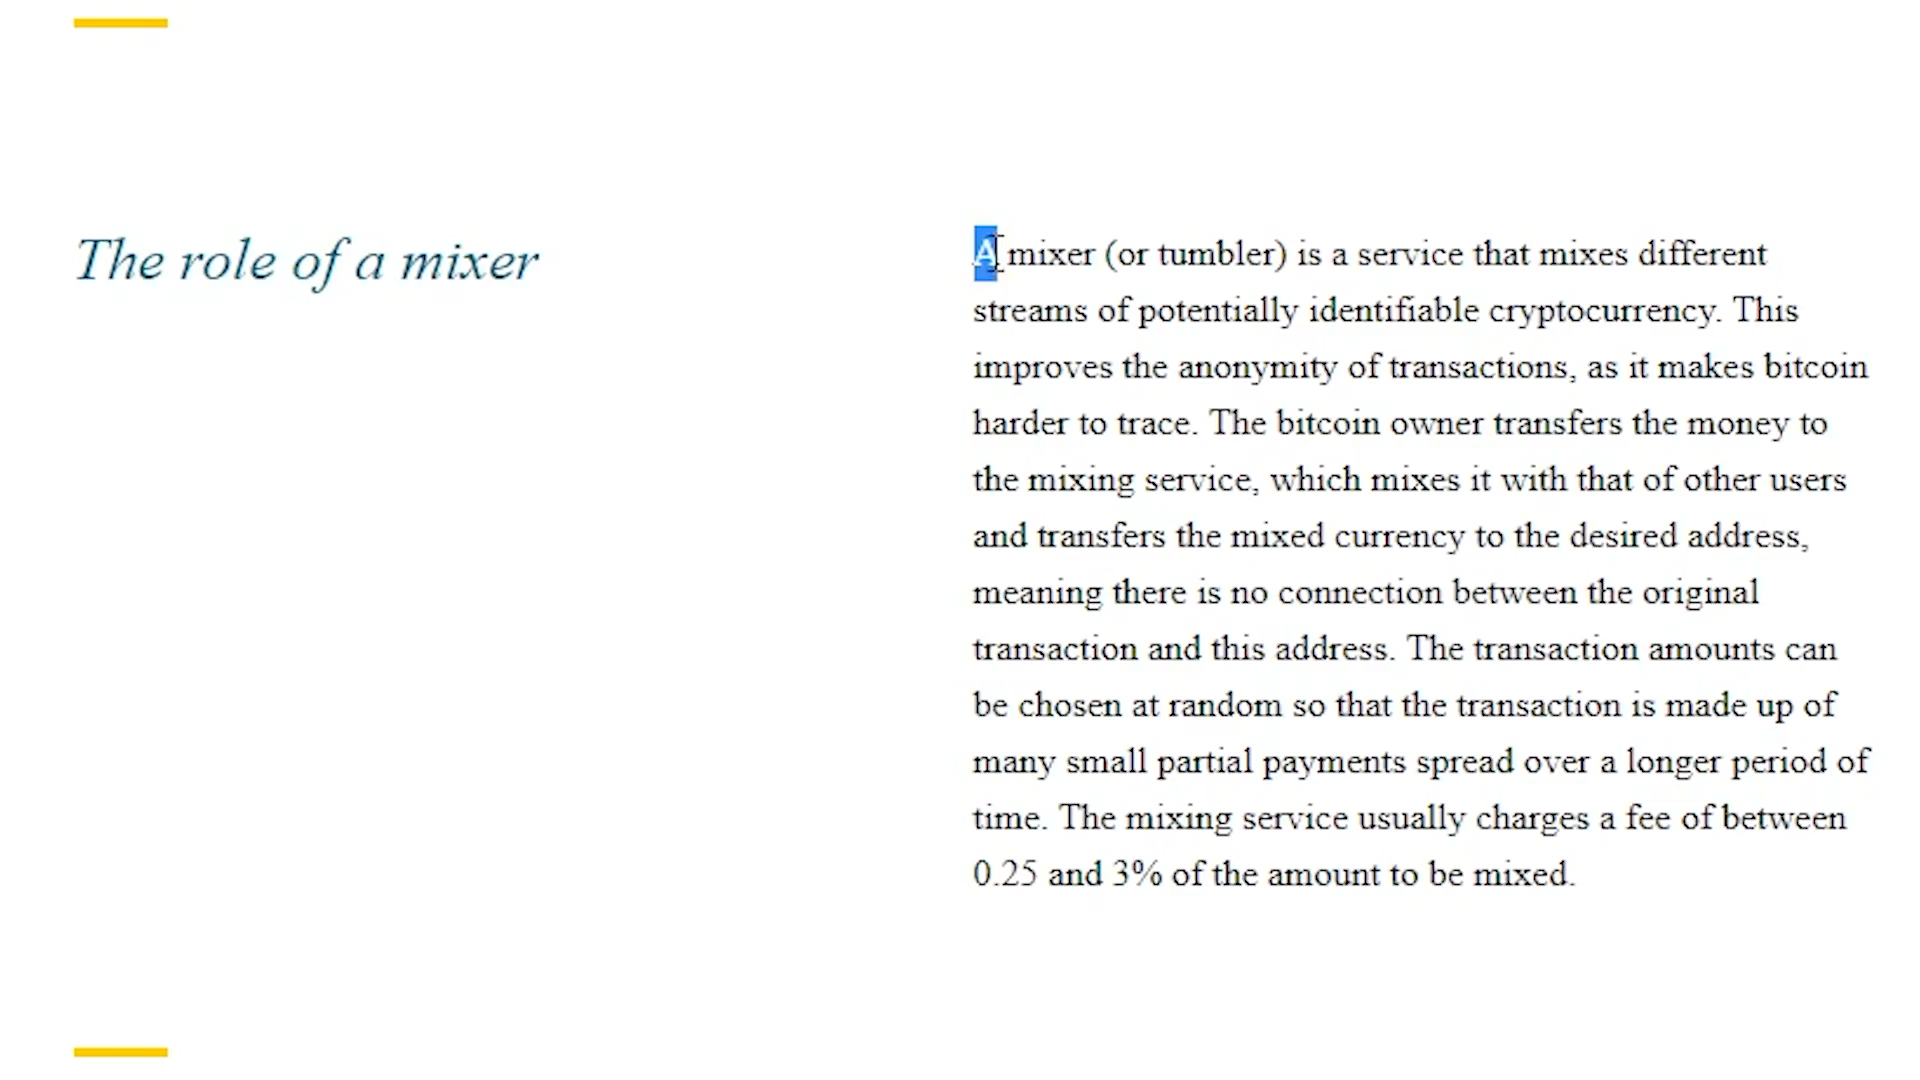 The role of a mixer
A mixer (or tumbler) is a service that mixes different
streams of potentially identifiable cryptocurrency. This
improves the anonymity of transactions, as it makes bitcoin
harder to trace. The bitcoin owner transfers the money to
the mixing service, which mixes it with that of other users
and transfers the mixed currency to the desired address,
meaning there is no connection between the original
transaction and this address. The transaction amounts can
be chosen at random so that the transaction is made up of
many small partial payments spread over a longer period of
time. The mixing service usually charges a fee of between
0.25 and 3% of the amount to be mixed.